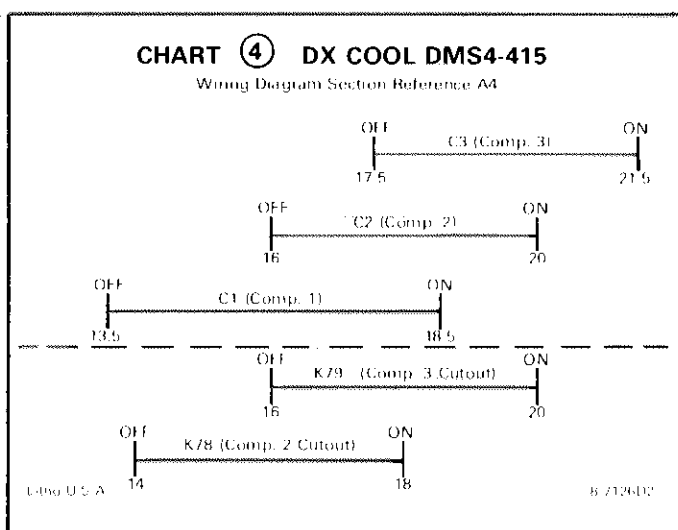 CHART 4 DX COOL DMS4-415
Wiring Diagram Section Reference A4
OFF ON
C3 (Comp. 3)
17.5 21.5
OFF ON
C2 (Comp. 2)
16 20
OFF ON
C1 (Comp. 1)
13.5 18.5
OFF ON
K79 (Comp. 3 Cutout)
16 20
OFF ON
K78 (Comp. 2 Cutout)
14 18
Litho U.S.A. B-7126D2